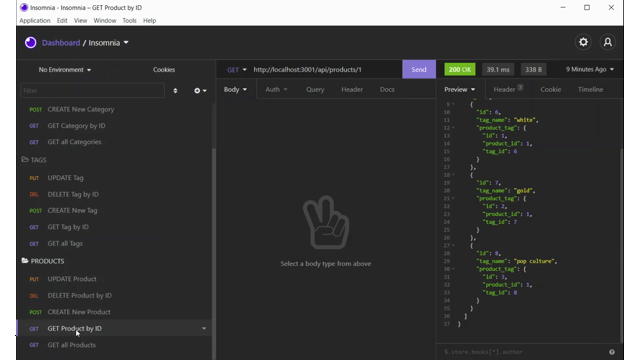 Insomnia – Insomnia – GET Product by ID
Application Edit View Window Tools Help
Dashboard / Insomnia
No Environment Cookies
GET http://localhost:3001/api/products/1 Send
200 OK 39.1 ms 338 B 9 Minutes Ago
Filter
Body Auth Query Header Docs
Preview Header Cookie Timeline
POST CREATE New Category
GET Category by ID
GET all Categories
TAGS
PUT UPDATE Tag
DEL DELETE Tag by ID
POST CREATE New Tag
GET Tag by ID
GET all Tags
PRODUCTS
PUT UPDATE Product
DEL DELETE Product by ID
POST CREATE New Product
GET GET Product by ID
GET GET all Products
Select a body type from above
9 {
10 "id": 6,
11 "tag_name": "white",
12 "product_tag": {
13 "id": 1,
14 "product_id": 1,
15 "tag_id": 6
16 }
17 },
18 {
19 "id": 7,
20 "tag_name": "gold",
21 "product_tag": {
22 "id": 2,
23 "product_id": 1,
24 "tag_id": 7
25 }
26 },
27 {
28 "id": 8,
29 "tag_name": "pop culture",
30 "product_tag": {
31 "id": 3,
32 "product_id": 1,
33 "tag_id": 8
34 }
35 }
36 ]
37 }
$.store.books[*].author